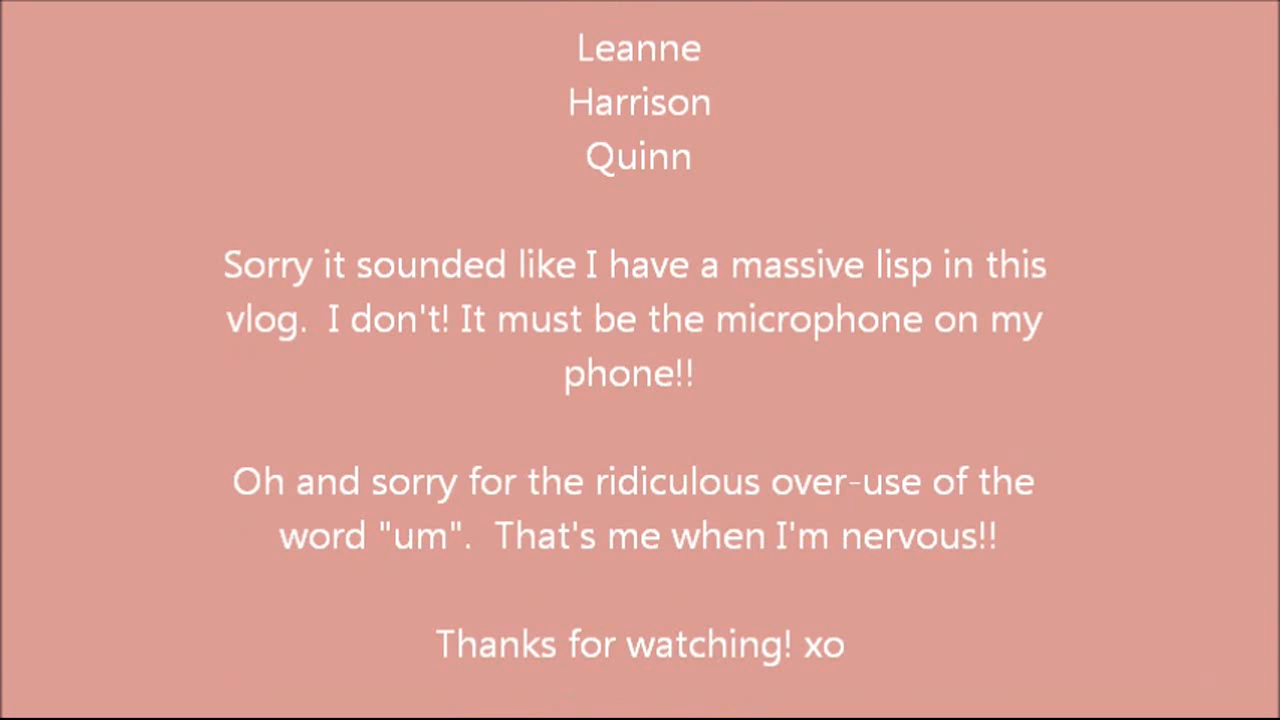 Leanne
Harrison
Quinn
Sorry it sounded like I have a massive lisp in this
vlog.  I don't! It must be the microphone on my
phone!!
Oh and sorry for the ridiculous over-use of the
word "um".  That's me when I'm nervous!!
Thanks for watching! xo